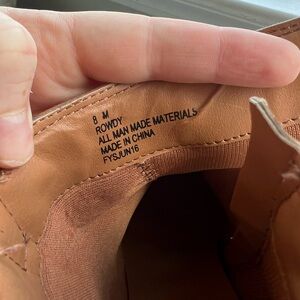 8 M
ROWDY
ALL MAN MADE MATERIALS
MADE IN CHINA
FYSJUN16